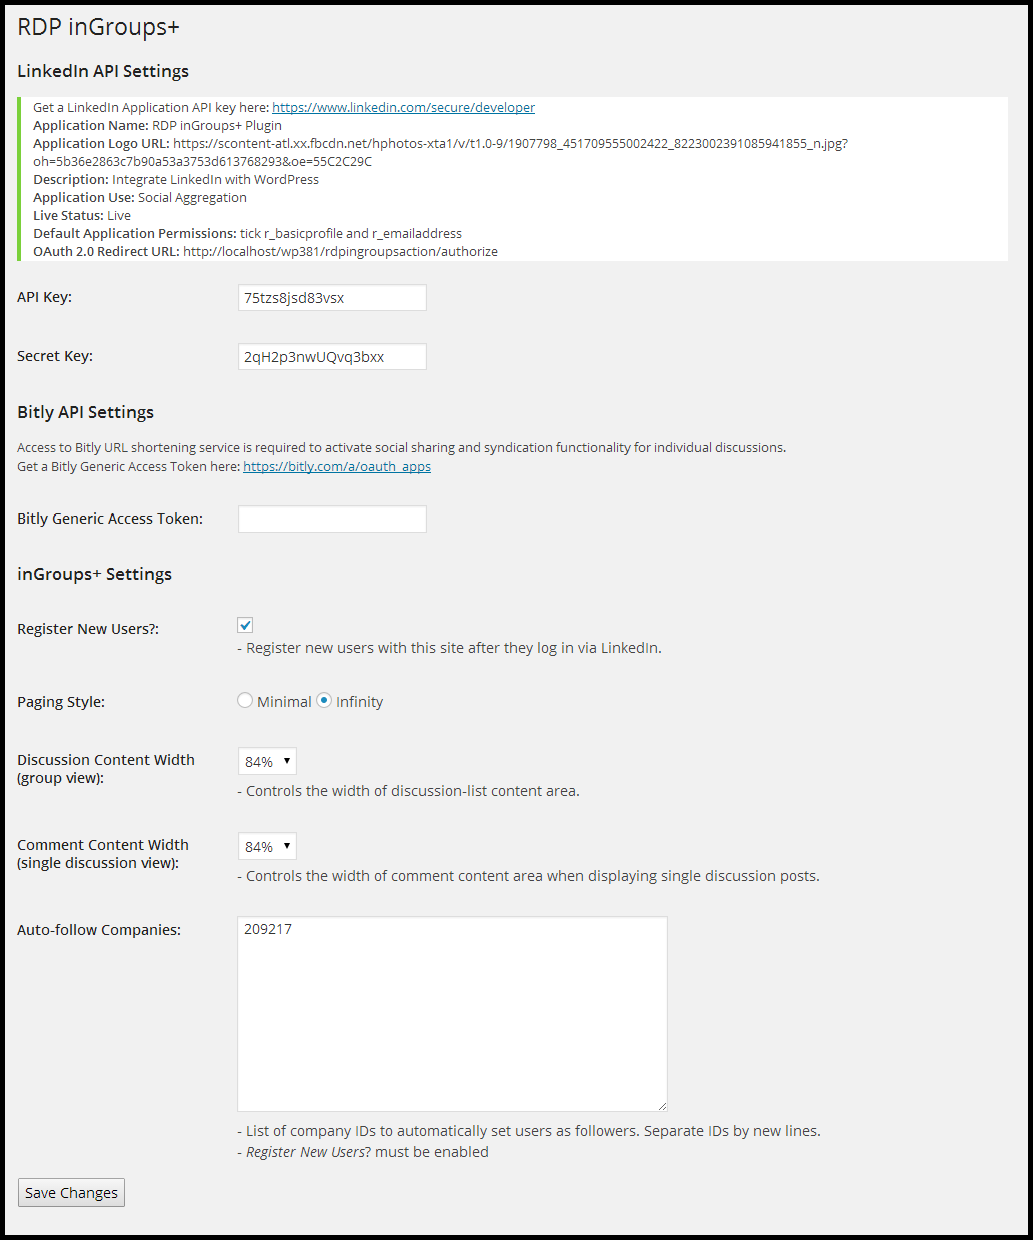 RDP inGroups+
LinkedIn API Settings
Get a LinkedIn Application API key here: https://www.linkedin.com/secure/developer
Application Name: RDP inGroups+ Plugin
Application Logo URL: https://scontent-atl.xx.fbcdn.net/hphotos-xta1/v/t1.0-9/1907798_451709555002422_8223002391085941855_n.jpg?
oh=5b36e2863c7b90a53a3753d613768293&oe=55C2C29C
Description: Integrate LinkedIn with WordPress
Application Use: Social Aggregation
Live Status: Live
Default Application Permissions: tick r_basicprofile and r_emailaddress
OAuth 2.0 Redirect URL: http://localhost/wp381/rdpingroupsaction/authorize
API Key: 75tzs8jsd83vsx
Secret Key: 2qH2p3nwUQvq3bxx
Bitly API Settings
Access to Bitly URL shortening service is required to activate social sharing and syndication functionality for individual discussions.
Get a Bitly Generic Access Token here: https://bitly.com/a/oauth_apps
Bitly Generic Access Token:
inGroups+ Settings
Register New Users?:
- Register new users with this site after they log in via LinkedIn.
Paging Style: Minimal Infinity
Discussion Content Width
(group view):
84%
- Controls the width of discussion-list content area.
Comment Content Width
(single discussion view):
84%
- Controls the width of comment content area when displaying single discussion posts.
Auto-follow Companies: 209217
- List of company IDs to automatically set users as followers. Separate IDs by new lines.
- Register New Users? must be enabled
Save Changes